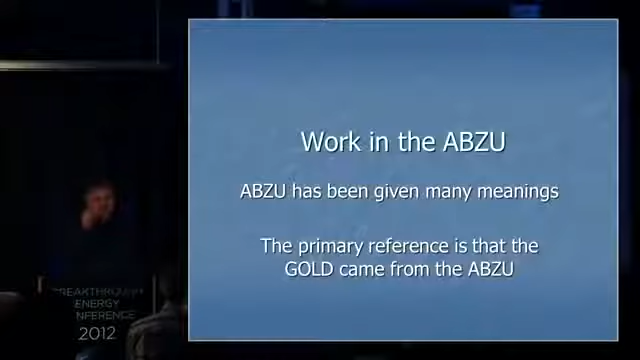 Work in the ABZU
ABZU has been given many meanings
The primary reference is that the
GOLD came from the ABZU
BREAKTHROUGH
ENERGY
CONFERENCE
2012